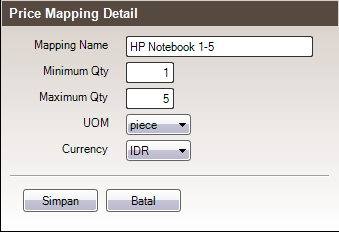 Price Mapping Detail
Mapping Name HP Notebook 1-5
Minimum Qty 1
Maximum Qty 5
UOM piece
Currency IDR
Simpan Batal